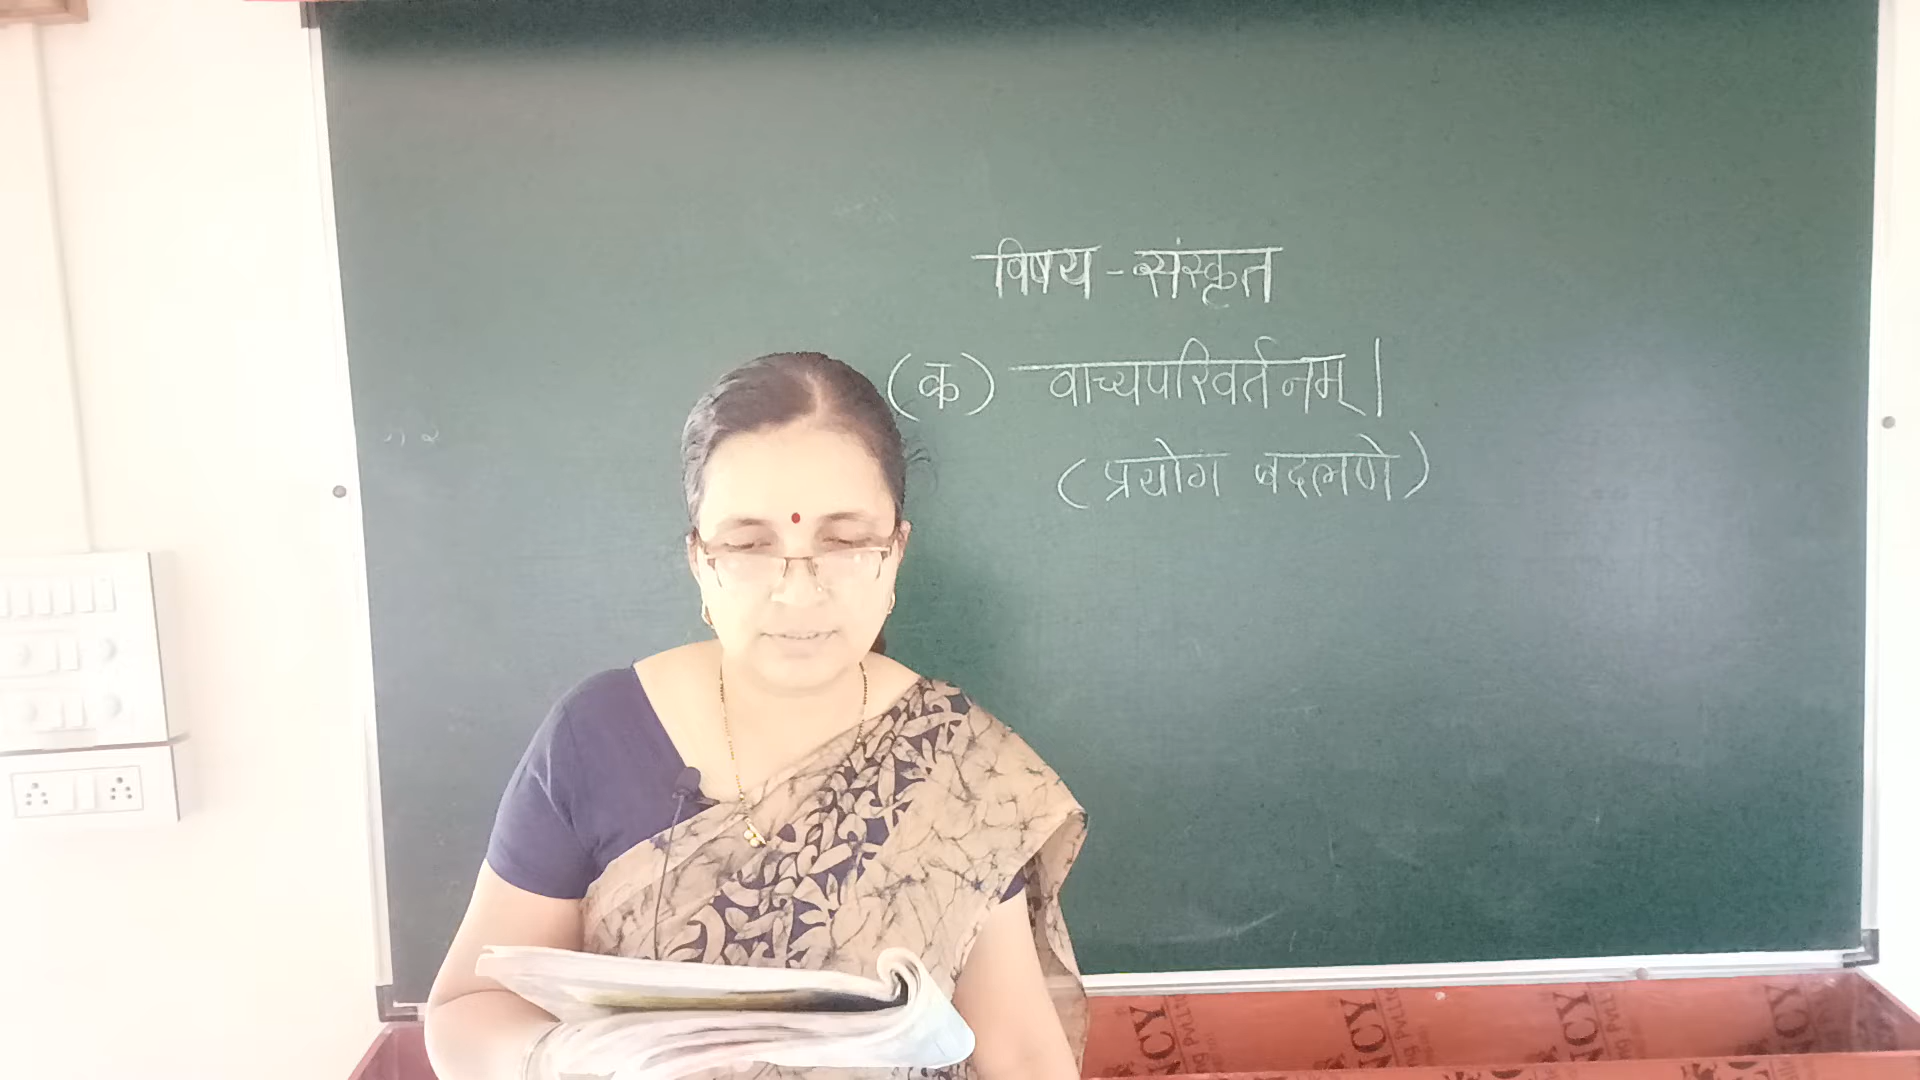 विषय - संस्कृत
(क) वाच्यपरिवर्तनम् |
(प्रयोग बदलणे)